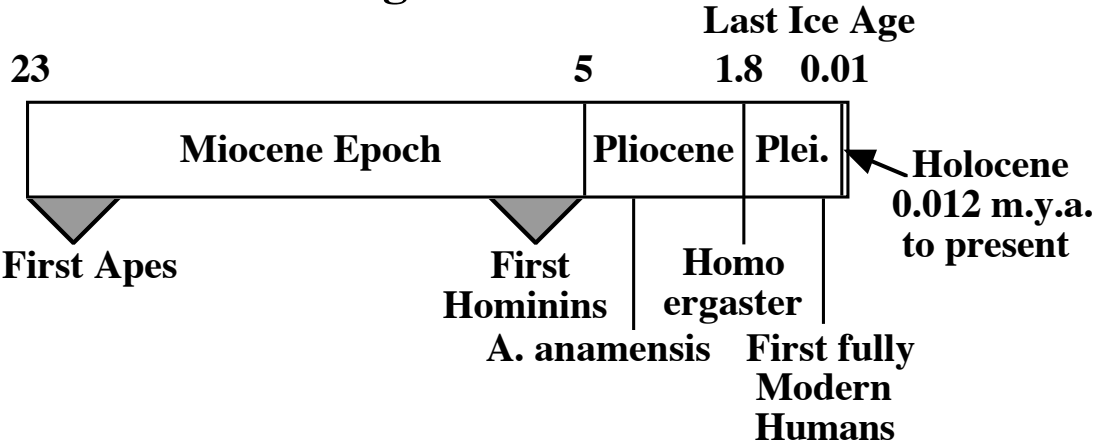 Last Ice Age
23 5 1.8 0.01
Miocene Epoch Pliocene Plei.
Holocene
0.012 m.y.a.
to present
First Apes
First
Hominins
A. anamensis
Homo
ergaster
First fully
Modern
Humans